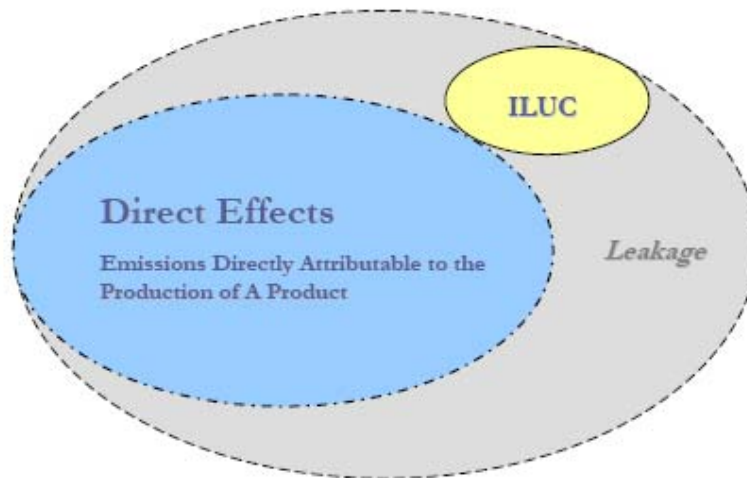 ILUC
Direct Effects
Emissions Directly Attributable to the
Production of A Product
Leakage